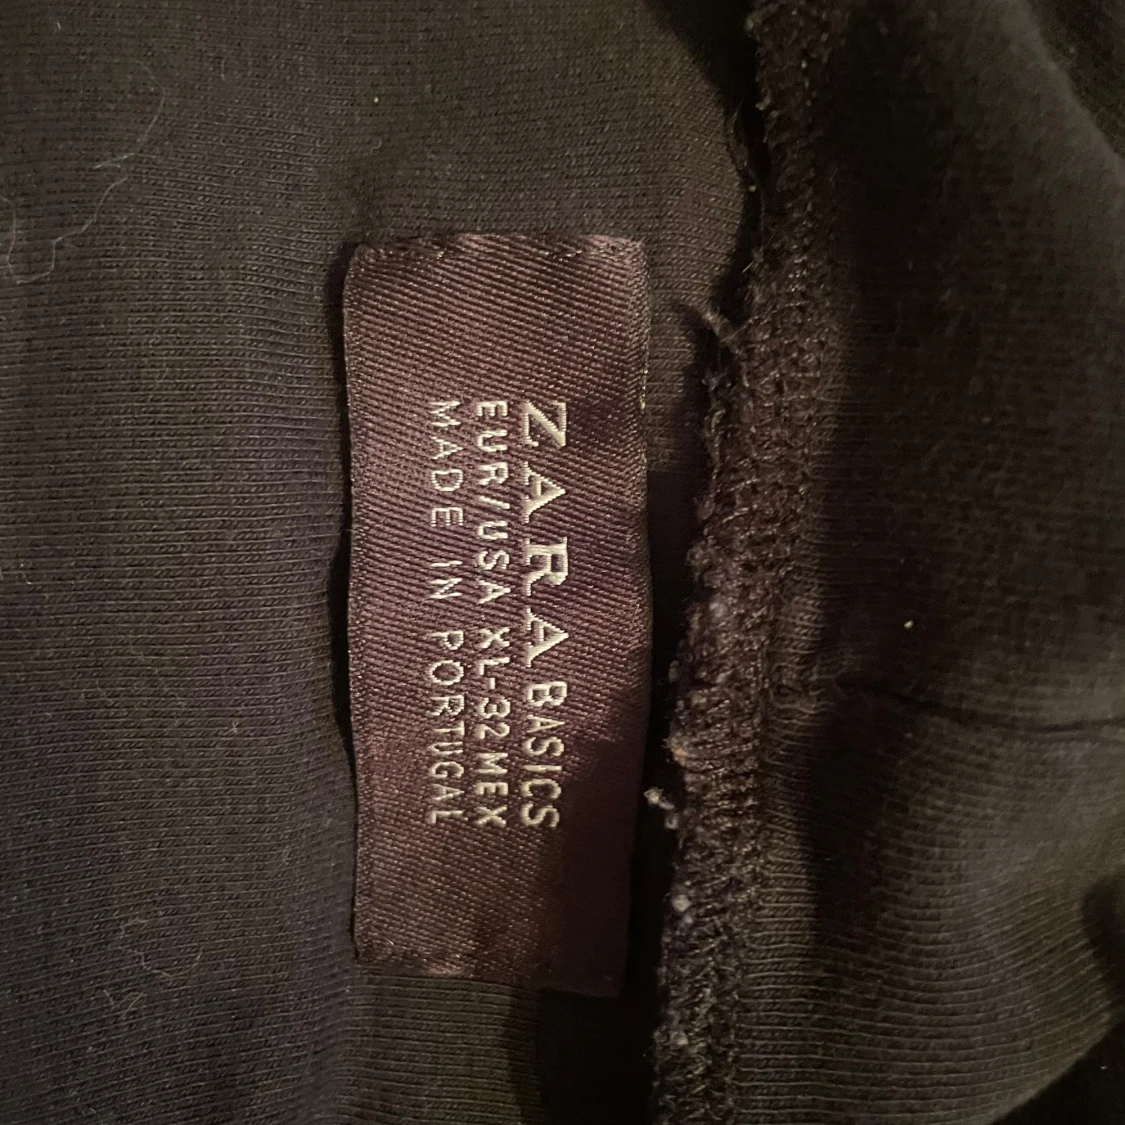 ZARA BASICS
EUR/USA XL-32 MEX
MADE IN PORTUGAL